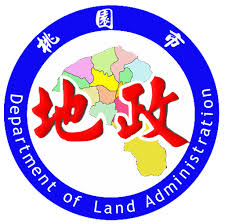 桃園市
地政
Department of Land Administration